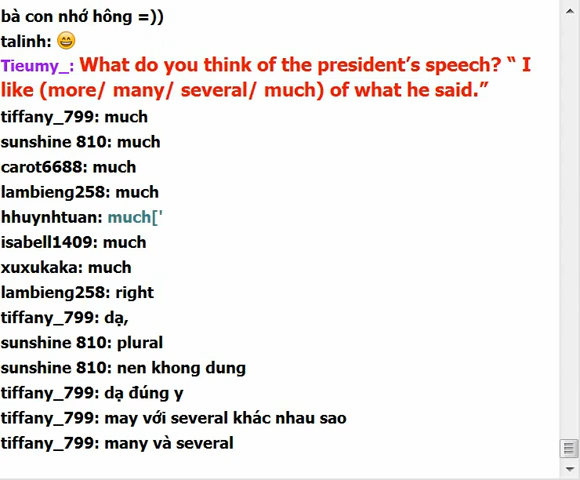 bà con nhớ hông =))
talinh: 😄
Tieumy_: What do you think of the president’s speech? “ I
like (more/ many/ several/ much) of what he said.”
tiffany_799: much
sunshine 810: much
carot6688: much
lambieng258: much
hhuynhtuan: much['
isabell1409: much
xuxukaka: much
lambieng258: right
tiffany_799: dạ,
sunshine 810: plural
sunshine 810: nen khong dung
tiffany_799: dạ đúng y
tiffany_799: may với several khác nhau sao
tiffany_799: many và several